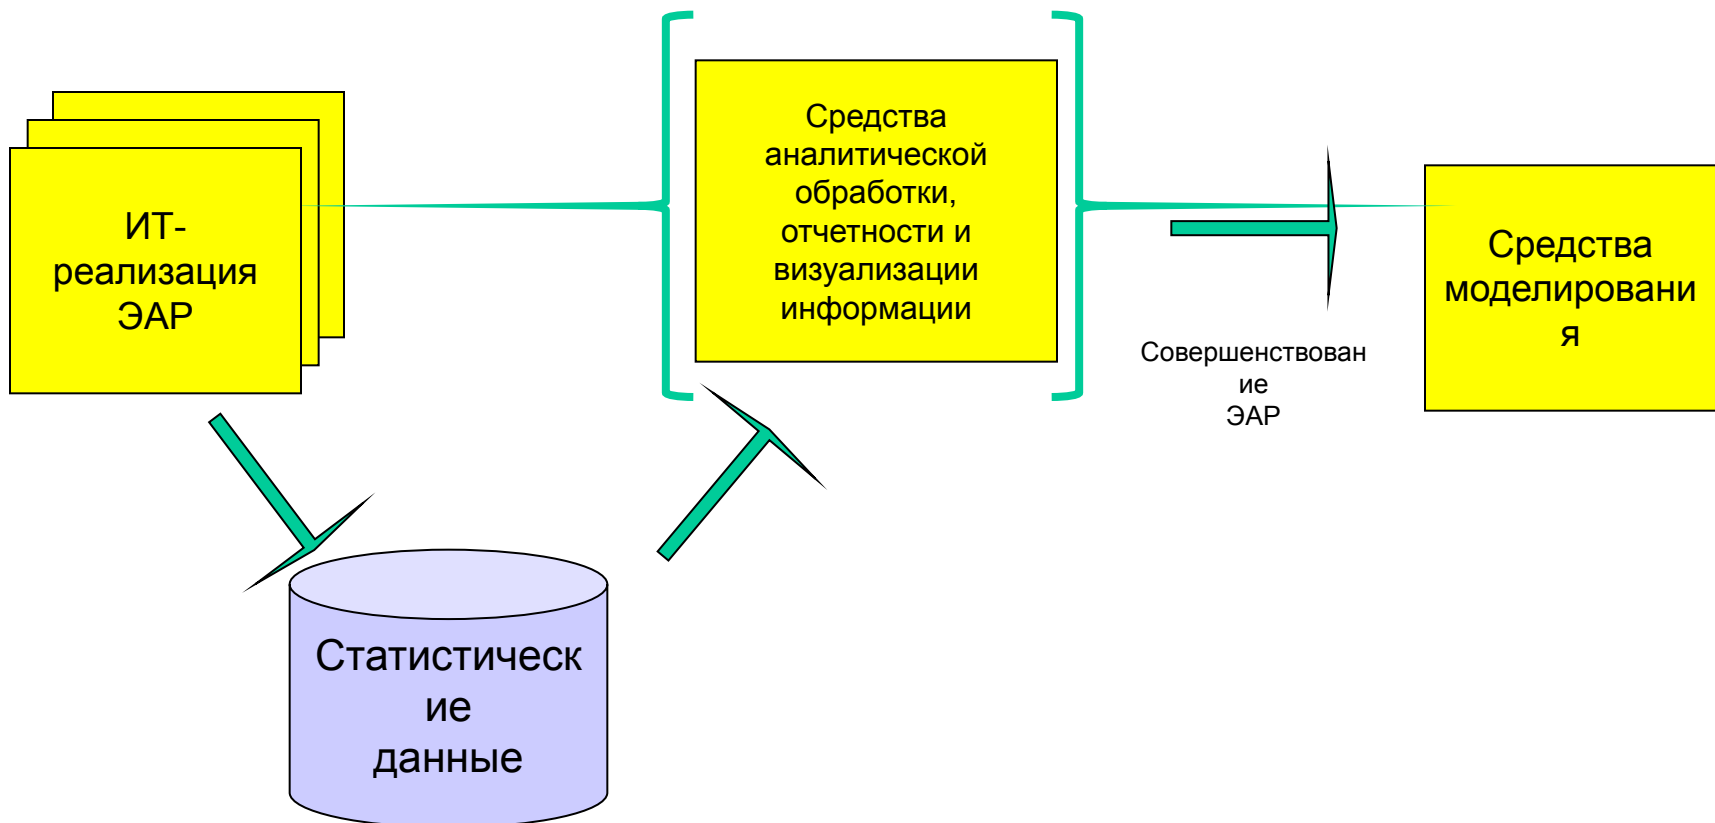 ИТ-
реализация
ЭАР
Средства
аналитической
обработки,
отчетности и
визуализации
информации
Совершенствован
ие
ЭАР
Средства
моделировани
я
Статистическ
ие
данные